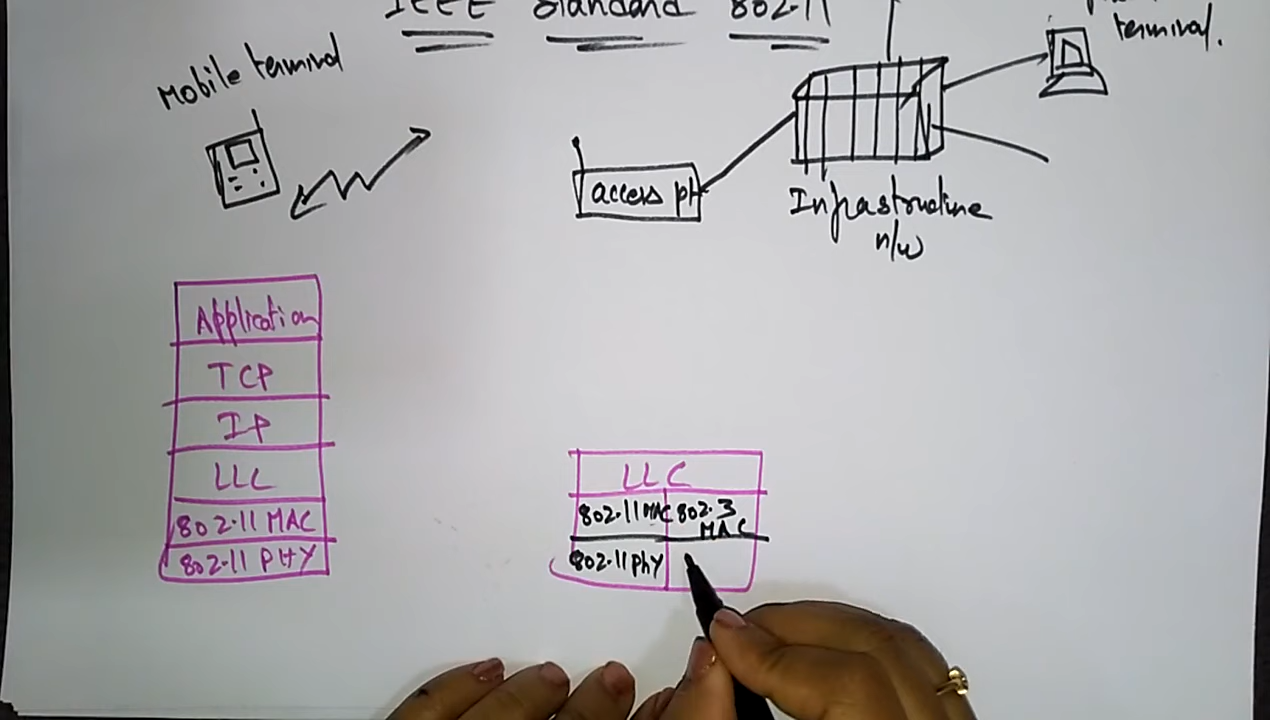 IEEE Standard 802.11
terminal.
Mobile terminal
access pt
Infrastructure
n/w
Application
TCP
IP
LLC
802.11 MAC
802.11 PHY
LLC
802.11 MAC 802.3
MAC
802.11 phy